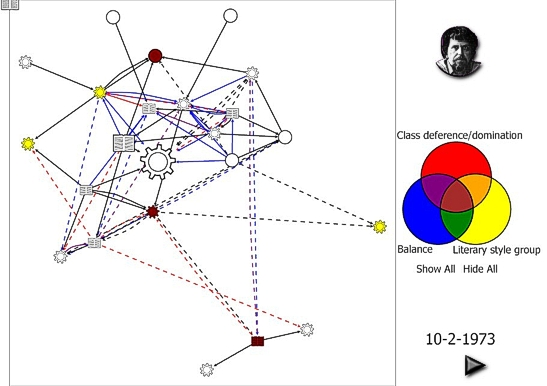 Class deference/domination
Balance
Literary style group
Show All
Hide All
10-2-1973